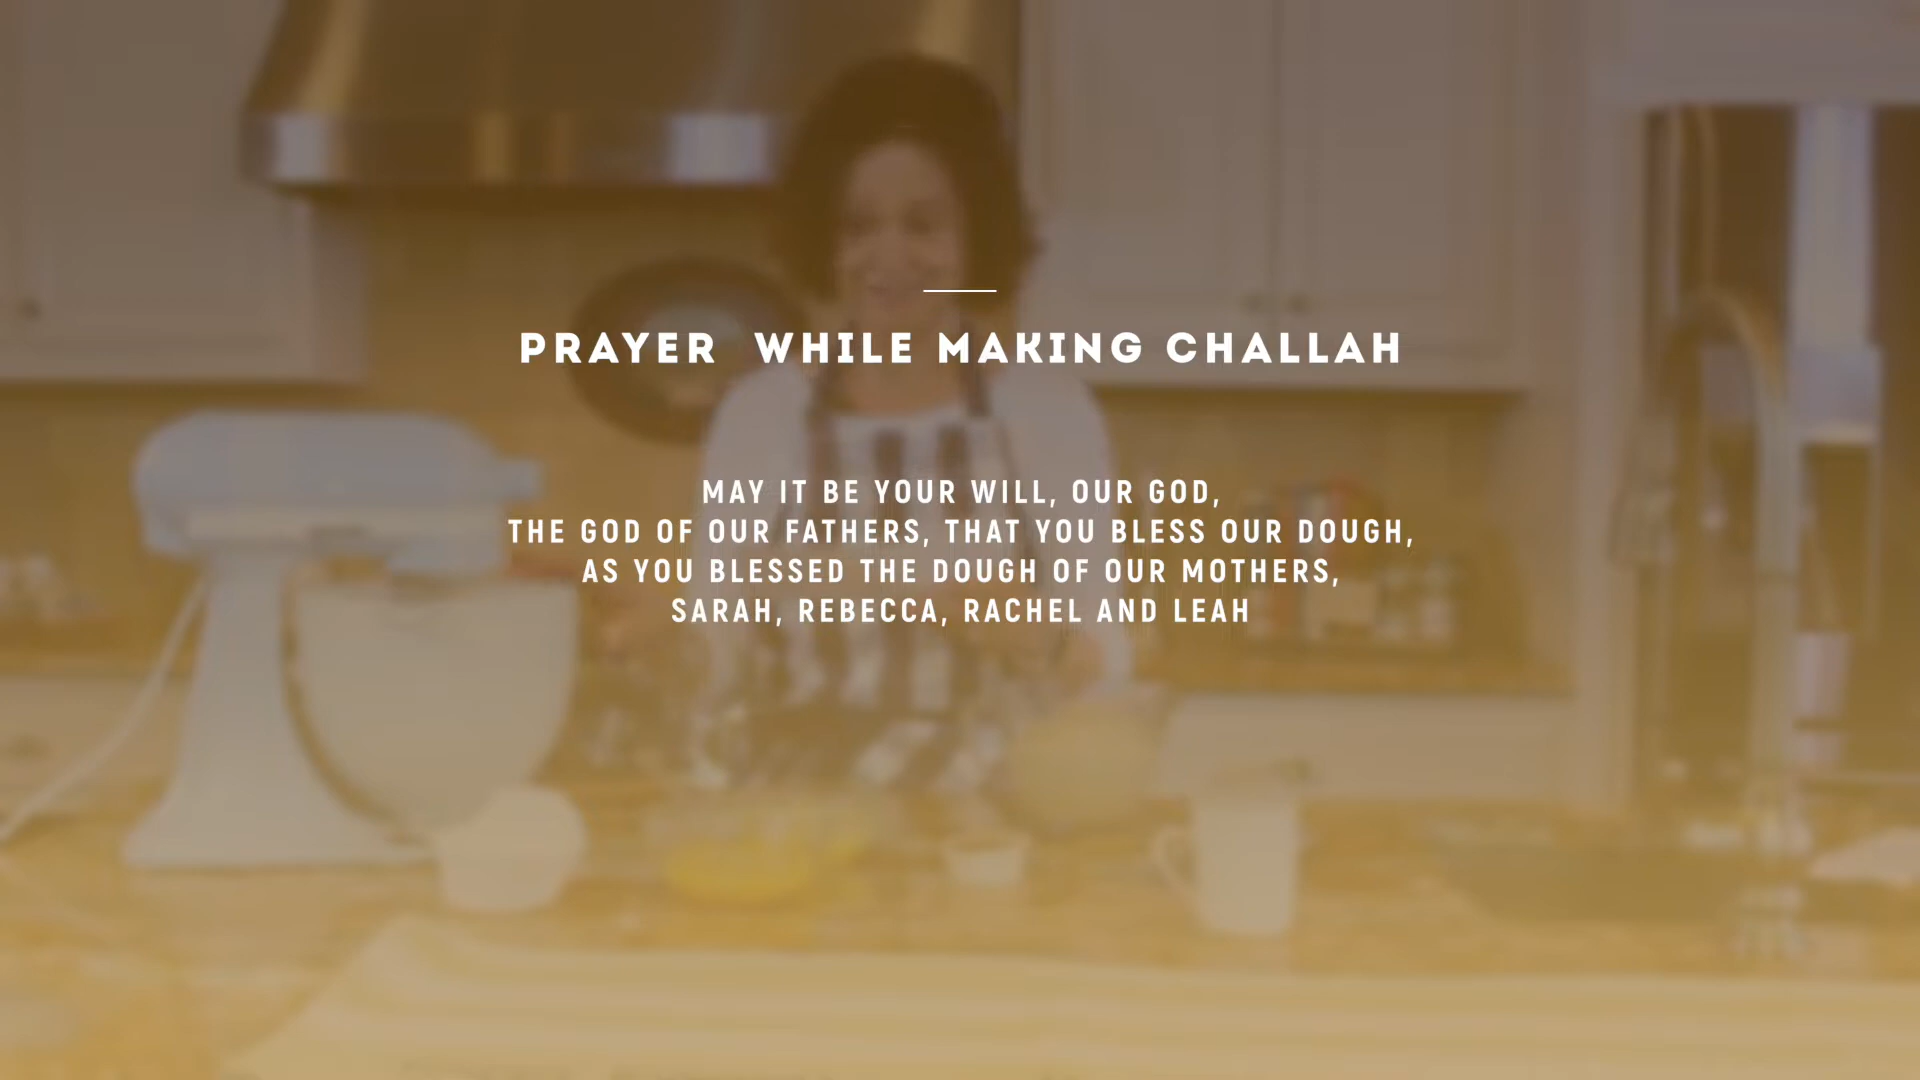 PRAYER WHILE MAKING CHALLAH
MAY IT BE YOUR WILL, OUR GOD,
THE GOD OF OUR FATHERS, THAT YOU BLESS OUR DOUGH,
AS YOU BLESSED THE DOUGH OF OUR MOTHERS,
SARAH, REBECCA, RACHEL AND LEAH